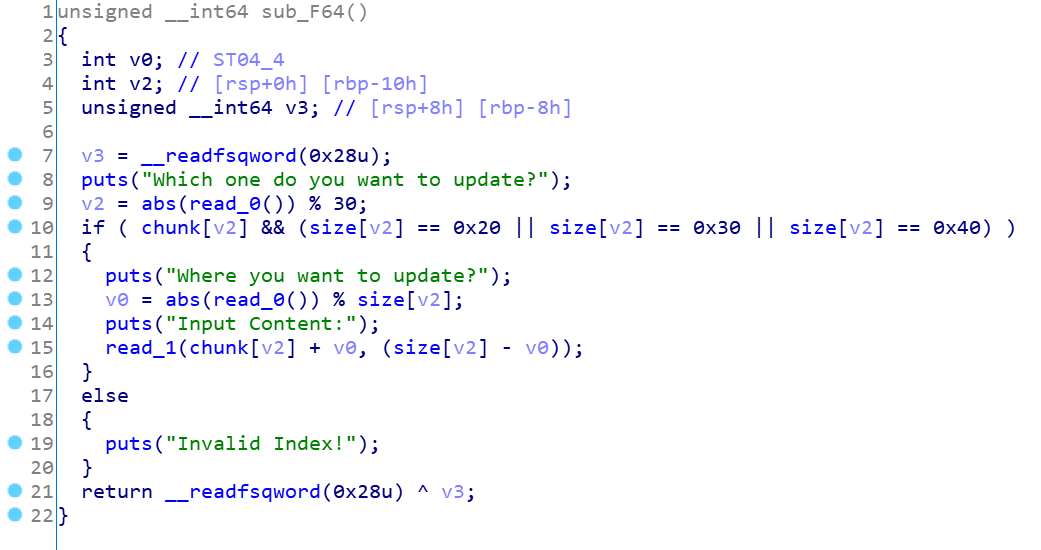 1 unsigned __int64 sub_F64()
2 {
3   int v0; // ST04_4
4   int v2; // [rsp+0h] [rbp-10h]
5   unsigned __int64 v3; // [rsp+8h] [rbp-8h]
6
7   v3 = __readfsqword(0x28u);
8   puts("Which one do you want to update?");
9   v2 = abs(read_0()) % 30;
10   if ( chunk[v2] && (size[v2] == 0x20 || size[v2] == 0x30 || size[v2] == 0x40) )
11   {
12     puts("Where you want to update?");
13     v0 = abs(read_0()) % size[v2];
14     puts("Input Content:");
15     read_1(chunk[v2] + v0, (size[v2] - v0));
16   }
17   else
18   {
19     puts("Invalid Index!");
20   }
21   return __readfsqword(0x28u) ^ v3;
22 }